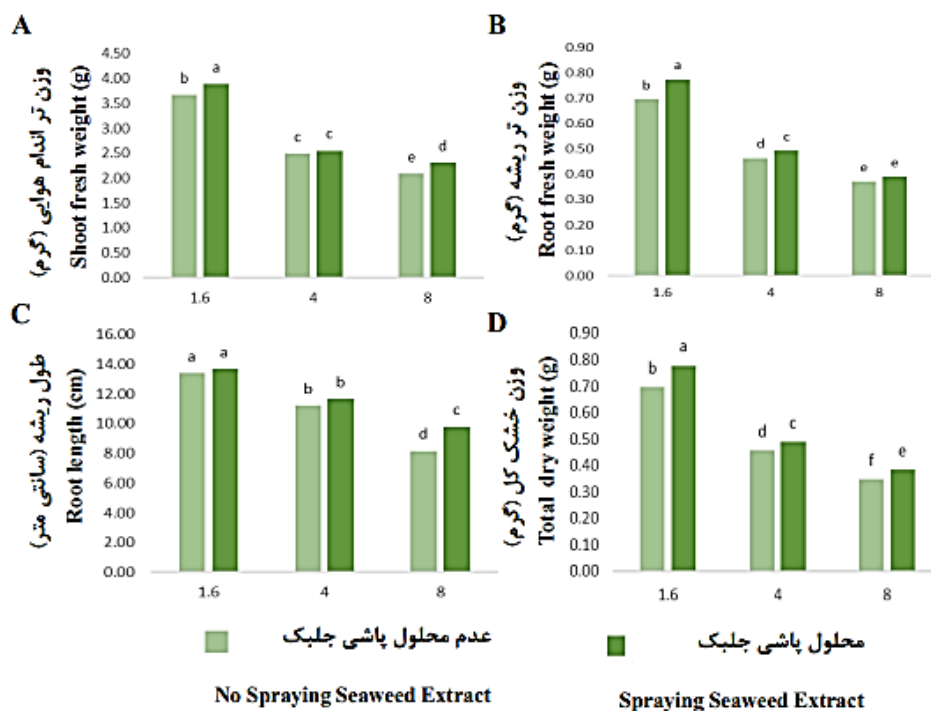 A
وزن تر اندام هوایی (گرم)
Shoot fresh weight (g)
4.50
4.00
3.50
3.00
2.50
2.00
1.50
1.00
0.50
0.00
b a
c c
e d
1.6 4 8
B
وزن تر ریشه (گرم)
Root fresh weight (g)
0.90
0.80
0.70
0.60
0.50
0.40
0.30
0.20
0.10
0.00
b a
d c
e e
1.6 4 8
C
طول ریشه (سانتی متر)
Root length (cm)
16.00
14.00
12.00
10.00
8.00
6.00
4.00
2.00
0.00
a a
b b
d c
1.6 4 8
D
وزن خشک کل (گرم)
Total dry weight (g)
0.90
0.80
0.70
0.60
0.50
0.40
0.30
0.20
0.10
0.00
b a
d c
f e
1.6 4 8
عدم محلول پاشی جلبک
No Spraying Seaweed Extract
محلول پاشی جلبک
Spraying Seaweed Extract